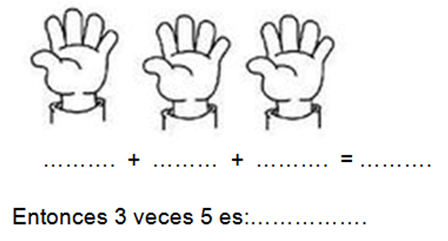 ………. + ……… + ………. = ……….
Entonces 3 veces 5 es:…………….